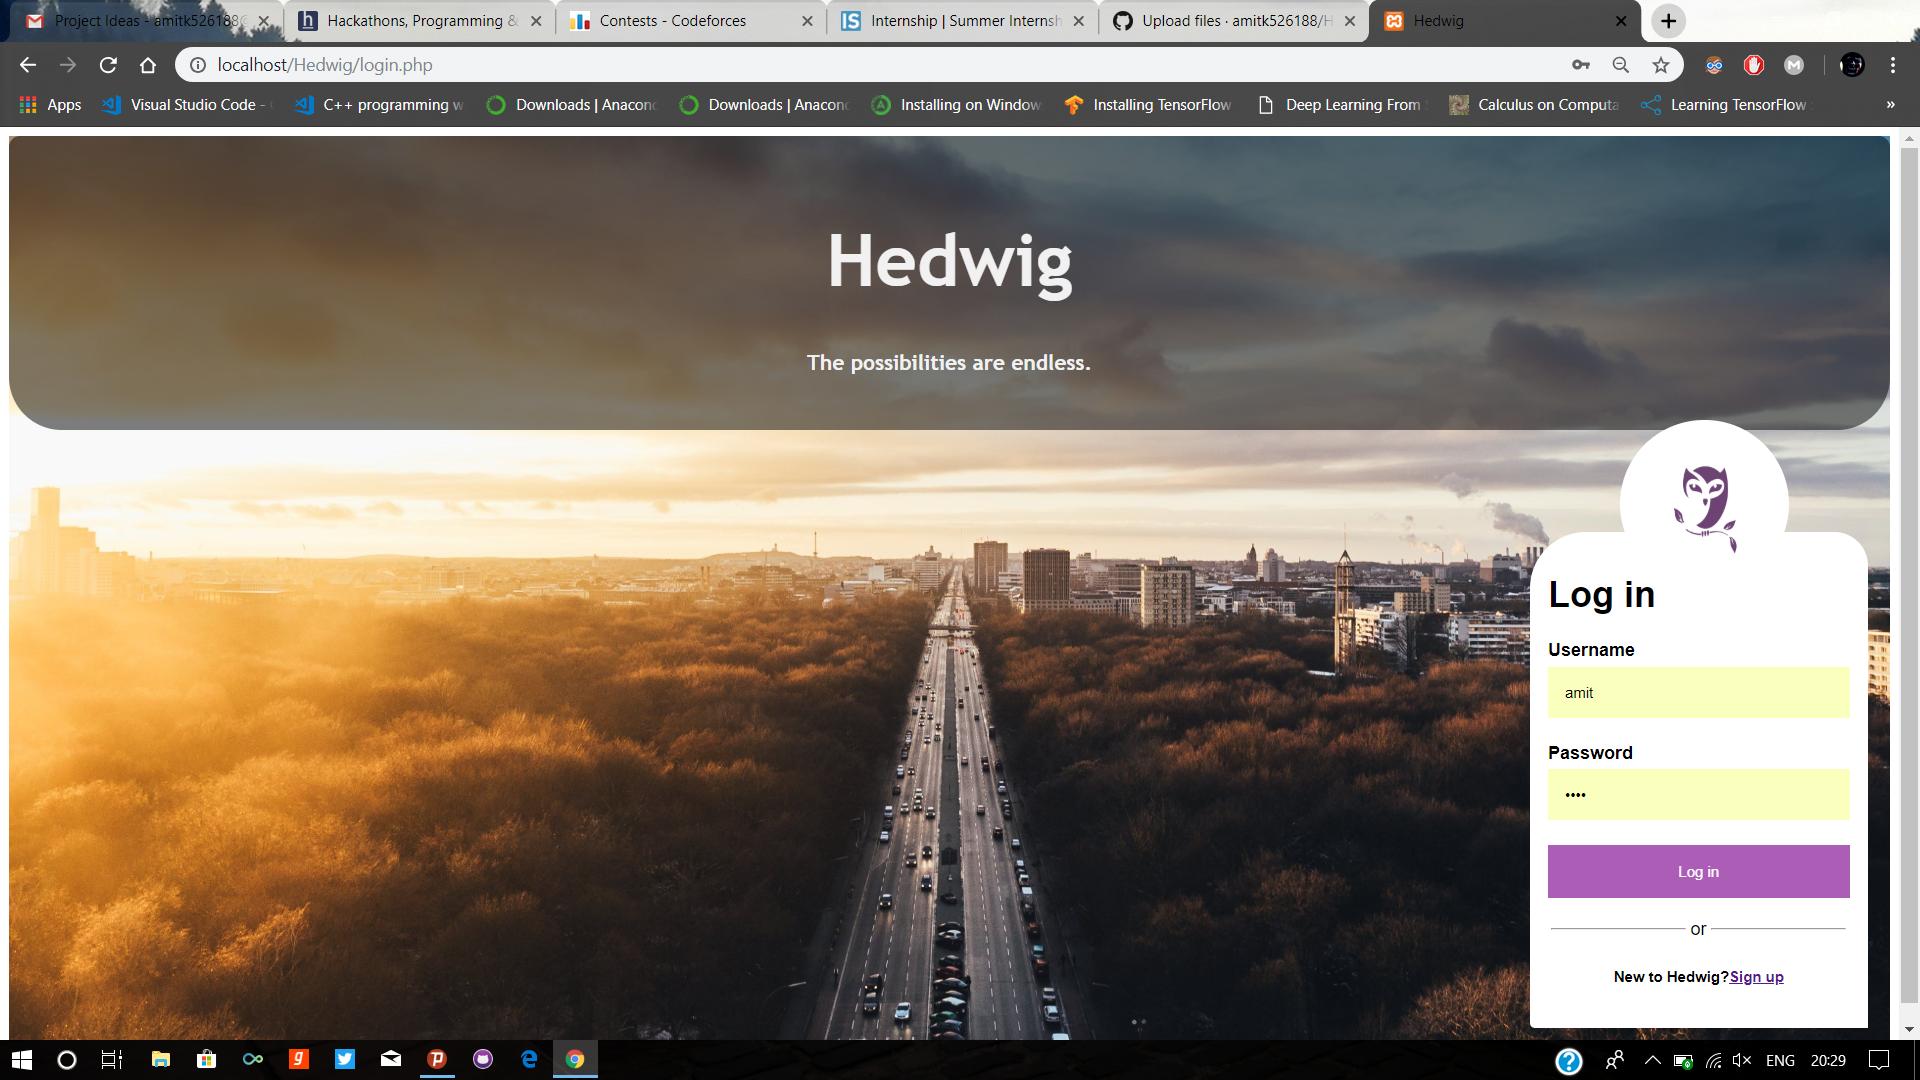 Project Ideas - amitk526188@
Hackathons, Programming &
Contests - Codeforces
Internship | Summer Internsh
Upload files · amitk526188/H
Hedwig
localhost/Hedwig/login.php
Apps
Visual Studio Code -
C++ programming w
Downloads | Anacon
Downloads | Anacon
Installing on Window
Installing TensorFlow
Deep Learning From
Calculus on Computa
Learning TensorFlow
»
Hedwig
The possibilities are endless.
Log in
Username
amit
Password
••••
Log in
or
New to Hedwig?Sign up
ENG
20:29